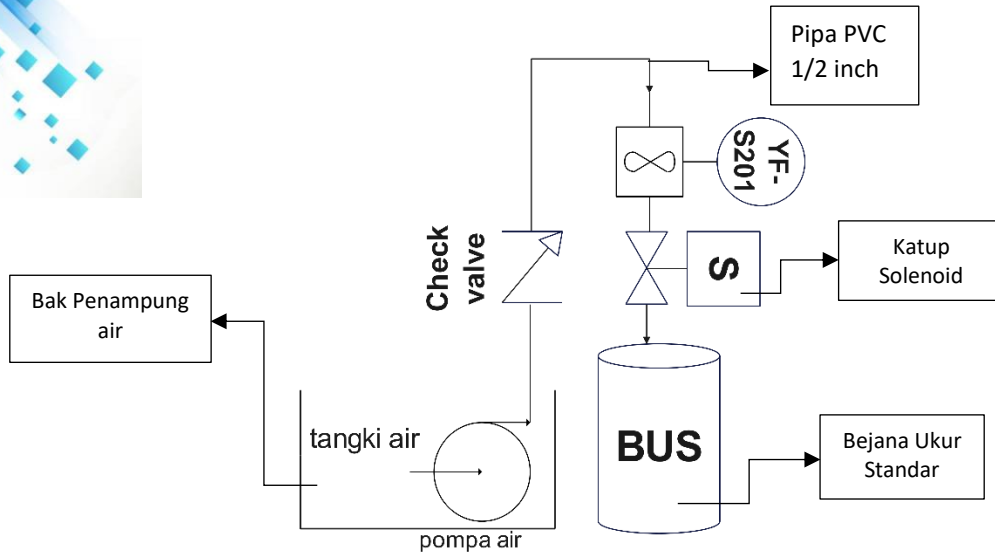 Pipa PVC
1/2 inch
YF-
S201
Check
valve
S
Katup
Solenoid
Bak Penampung
air
tangki air
BUS
Bejana Ukur
Standar
pompa air